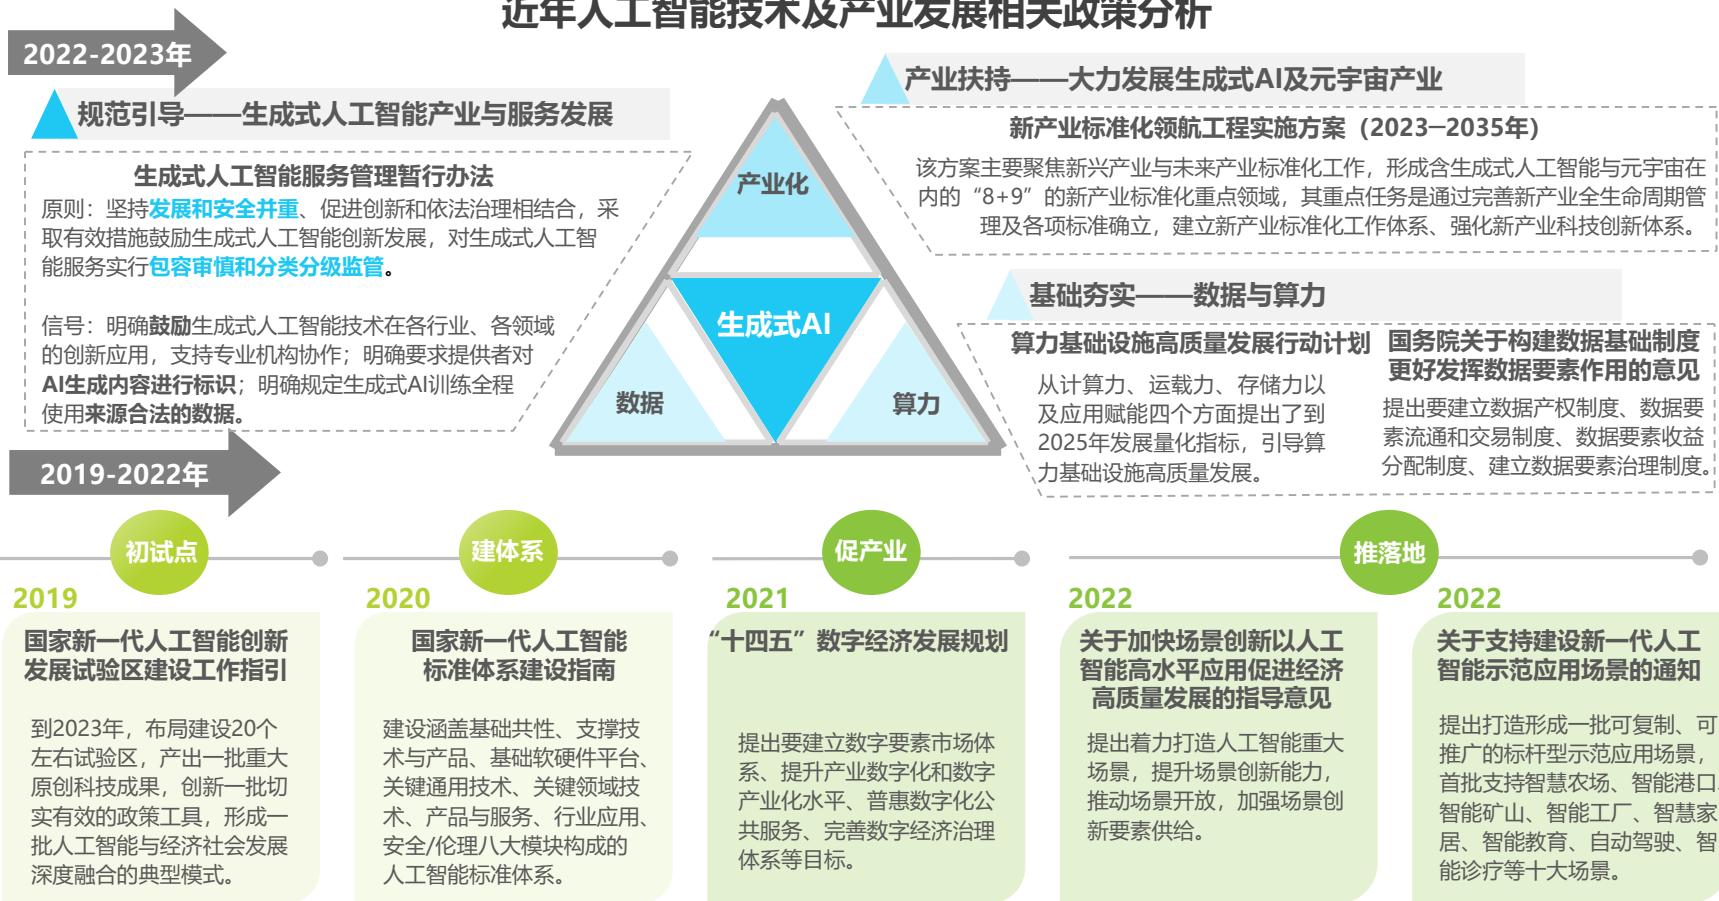 近年人工智能技术及产业发展相关政策分析
2022-2023年
规范引导——生成式人工智能产业与服务发展
生成式人工智能服务管理暂行办法
原则：坚持发展和安全并重、促进创新和依法治理相结合，采
取有效措施鼓励生成式人工智能创新发展，对生成式人工智
能服务实行包容审慎和分类分级监管。
信号：明确鼓励生成式人工智能技术在各行业、各领域
的创新应用，支持专业机构协作；明确要求提供者对
AI生成内容进行标识；明确规定生成式AI训练全程
使用来源合法的数据。
产业化
生成式AI
数据
算力
产业扶持——大力发展生成式AI及元宇宙产业
新产业标准化领航工程实施方案（2023—2035年）
该方案主要聚焦新兴产业与未来产业标准化工作，形成含生成式人工智能与元宇宙在
内的“8+9”的新产业标准化重点领域，其重点任务是通过完善新产业全生命周期管
理及各项标准确立，建立新产业标准化工作体系、强化新产业科技创新体系。
基础夯实——数据与算力
算力基础设施高质量发展行动计划
从计算力、运载力、存储力以
及应用赋能四个方面提出了到
2025年发展量化指标，引导算
力基础设施高质量发展。
国务院关于构建数据基础制度
更好发挥数据要素作用的意见
提出要建立数据产权制度、数据要
素流通和交易制度、数据要素收益
分配制度、建立数据要素治理制度。
2019-2022年
初试点
2019
国家新一代人工智能创新
发展试验区建设工作指引
到2023年，布局建设20个
左右试验区，产出一批重大
原创科技成果，创新一批切
实有效的政策工具，形成一
批人工智能与经济社会发展
深度融合的典型模式。
建体系
2020
国家新一代人工智能
标准体系建设指南
建设涵盖基础共性、支撑技
术与产品、基础软硬件平台、
关键通用技术、关键领域技
术、产品与服务、行业应用、
安全/伦理八大模块构成的
人工智能标准体系。
促产业
2021
“十四五”数字经济发展规划
提出要建立数字要素市场体
系、提升产业数字化和数字
产业化水平、普惠数字化公
共服务、完善数字经济治理
体系等目标。
推落地
2022
关于加快场景创新以人工
智能高水平应用促进经济
高质量发展的指导意见
提出着力打造人工智能重大
场景，提升场景创新能力，
推动场景开放，加强场景创
新要素供给。
2022
关于支持建设新一代人工
智能示范应用场景的通知
提出打造形成一批可复制、可
推广的标杆型示范应用场景，
首批支持智慧农场、智能港口、
智能矿山、智能工厂、智慧家
居、智能教育、自动驾驶、智
能诊疗等十大场景。